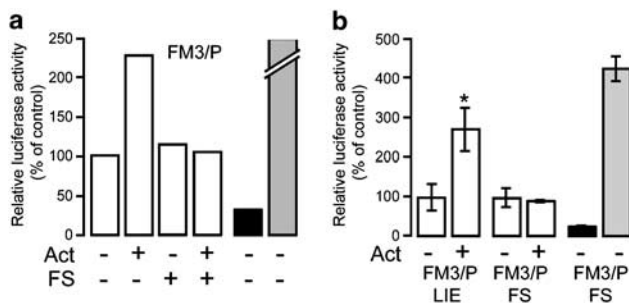 a
b
FM3/P
Relative luciferase activity
(% of control)
250
200
150
100
50
0
Act - + - + - -
FS - - + + - -
*
Relative luciferase activity
(% of control)
500
400
300
200
100
0
Act - + - + - -
FM3/P FM3/P FM3/P
LIE FS FS